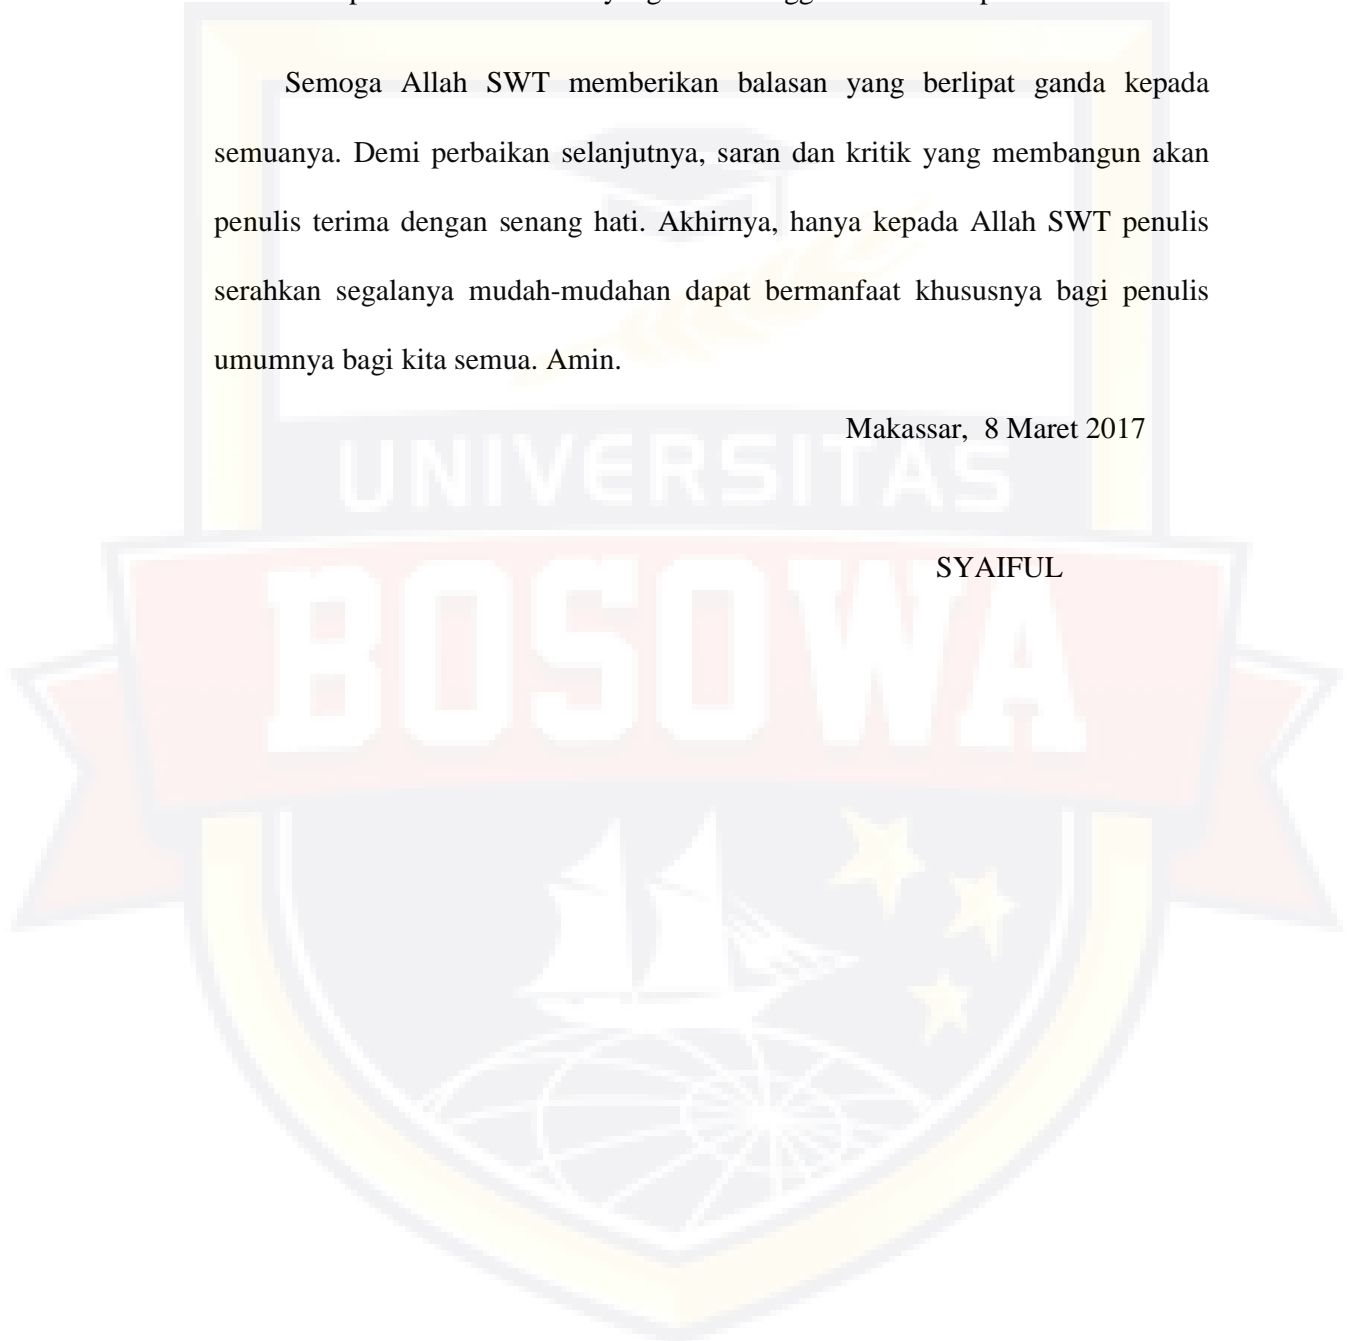 yang
Semoga Allah SWT memberikan balasan yang berlipat ganda kepada
semuanya. Demi perbaikan selanjutnya, saran dan kritik yang membangun akan
penulis terima dengan senang hati. Akhirnya, hanya kepada Allah SWT penulis
serahkan segalanya mudah-mudahan dapat bermanfaat khususnya bagi penulis
umumnya bagi kita semua. Amin.
Makassar, 8 Maret 2017
UNIVERSITAS
SYAIFUL
BOSOWA